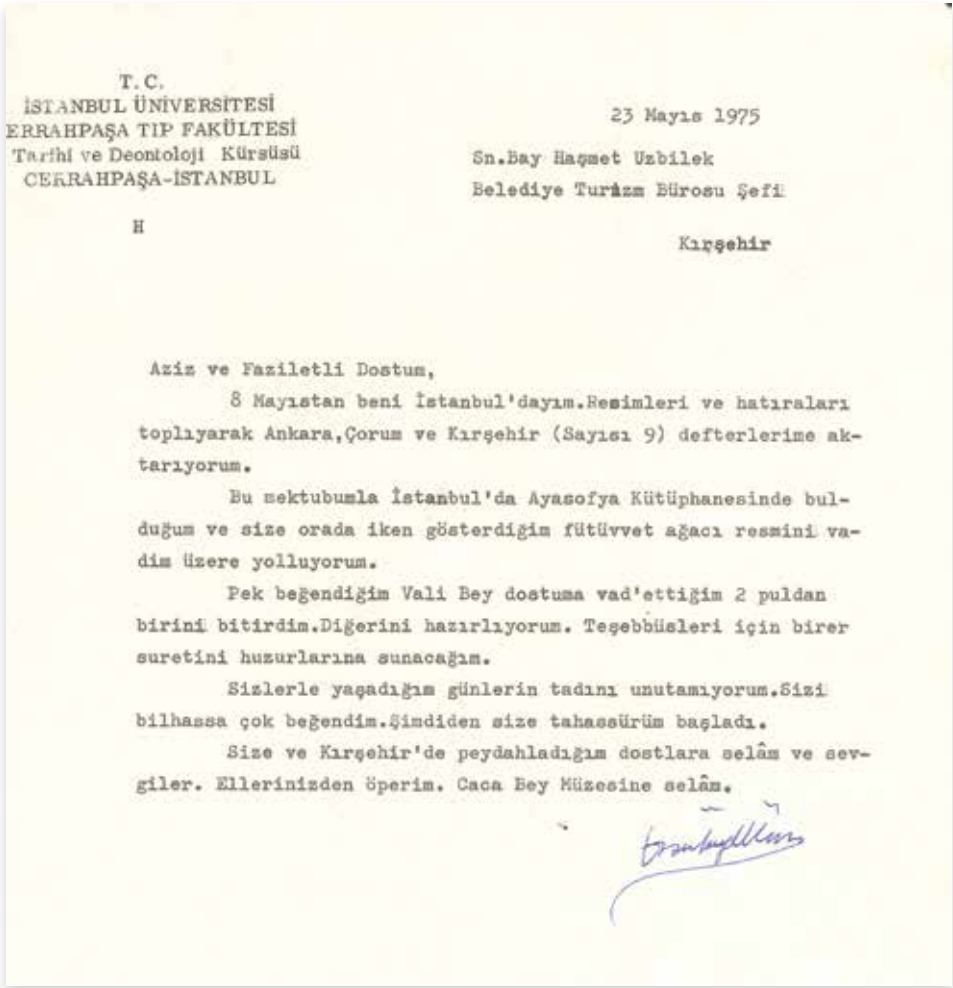 T. C.
İSTANBUL ÜNİVERSİTESİ
ERRAHPAŞA TIP FAKÜLTESİ
Tarihi ve Deontoloji Kürsüsü
CERRAHPAŞA-İSTANBUL
H
23 Mayıs 1975
Sn.Bay Haşmet Uzbilek
Belediye Turizm Bürosu Şefi
Kırşehir
Aziz ve Faziletli Dostum,
8 Mayıstan beni İstanbul'dayım.Resimleri ve hatıraları
toplıyarak Ankara,Çorum ve Kırşehir (Sayısı 9) defterlerime ak-
tarıyorum.
Bu mektubumla İstanbul'da Ayasofya Kütüphanesinde bul-
duğum ve size orada iken gösterdiğim fütüvvet ağacı resmini va-
dim üzere yolluyorum.
Pek beğendiğim Vali Bey dostuma vad'ettiğim 2 puldan
birini bitirdim.Diğerini hazırlıyorum. Teşebbüsleri için birer
suretini huzurlarına sunacağım.
Sizlerle yaşadığım günlerin tadını unutamıyorum.Sizi
bilhassa çok beğendim.Şimdiden size tahassürüm başladı.
Size ve Kırşehir'de peydahladığım dostlara selâm ve sev-
giler. Ellerinizden öperim. Caca Bey Müzesine selâm.